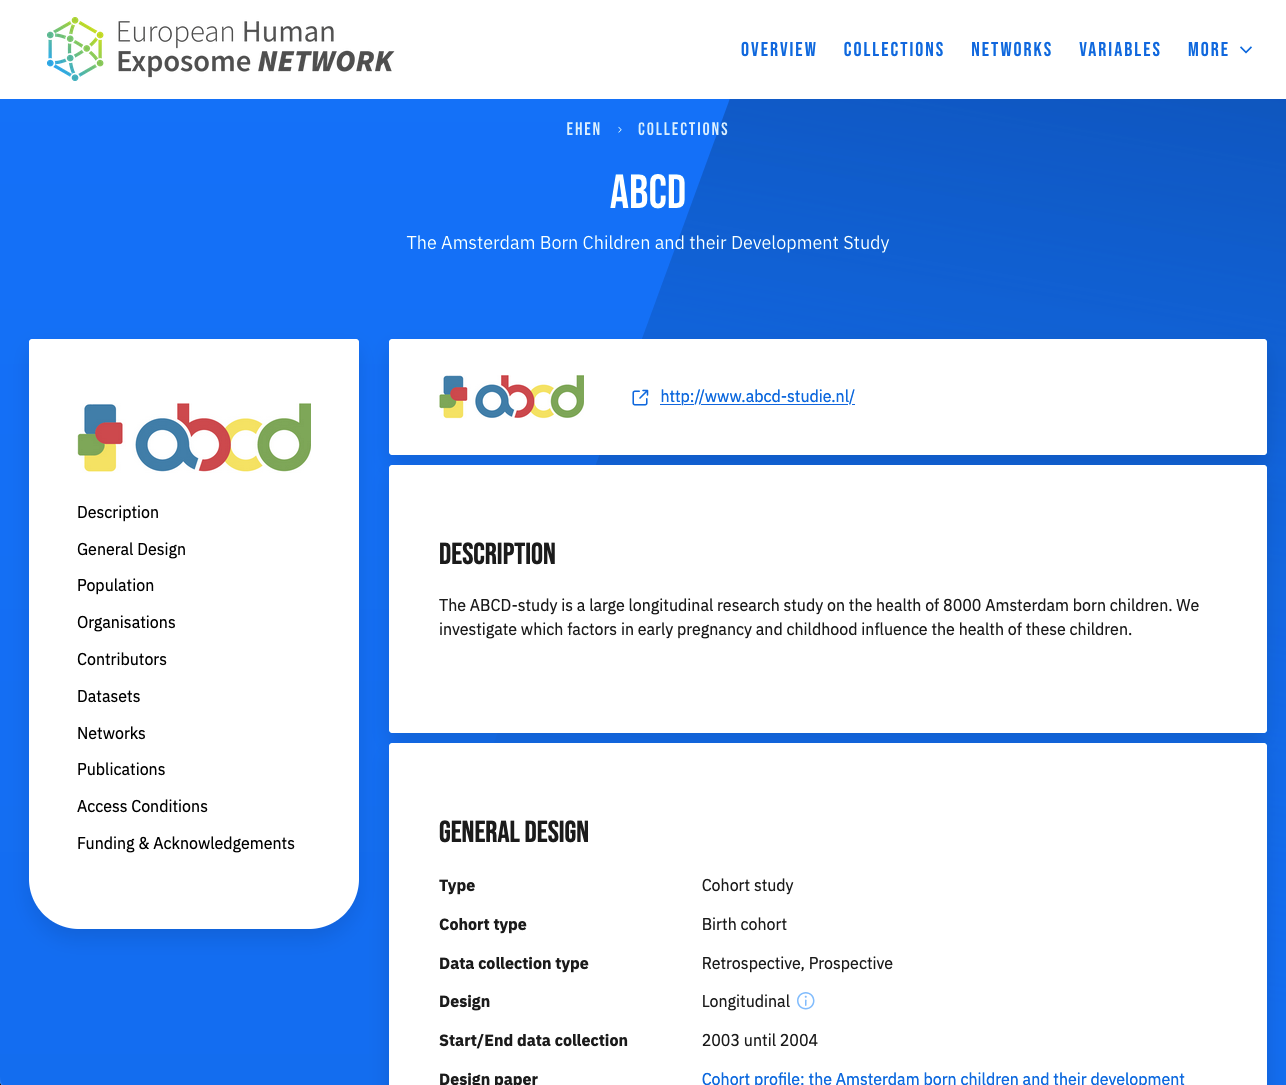 European Human
Exposome NETWORK
OVERVIEW COLLECTIONS NETWORKS VARIABLES MORE
EHEN › COLLECTIONS
ABCD
The Amsterdam Born Children and their Development Study
abcd
Description
General Design
Population
Organisations
Contributors
Datasets
Networks
Publications
Access Conditions
Funding & Acknowledgements
abcd http://www.abcd-studie.nl/
DESCRIPTION
The ABCD-study is a large longitudinal research study on the health of 8000 Amsterdam born children. We
investigate which factors in early pregnancy and childhood influence the health of these children.
GENERAL DESIGN
Type Cohort study
Cohort type Birth cohort
Data collection type Retrospective, Prospective
Design Longitudinal
Start/End data collection 2003 until 2004
Design paper Cohort profile: the Amsterdam born children and their development